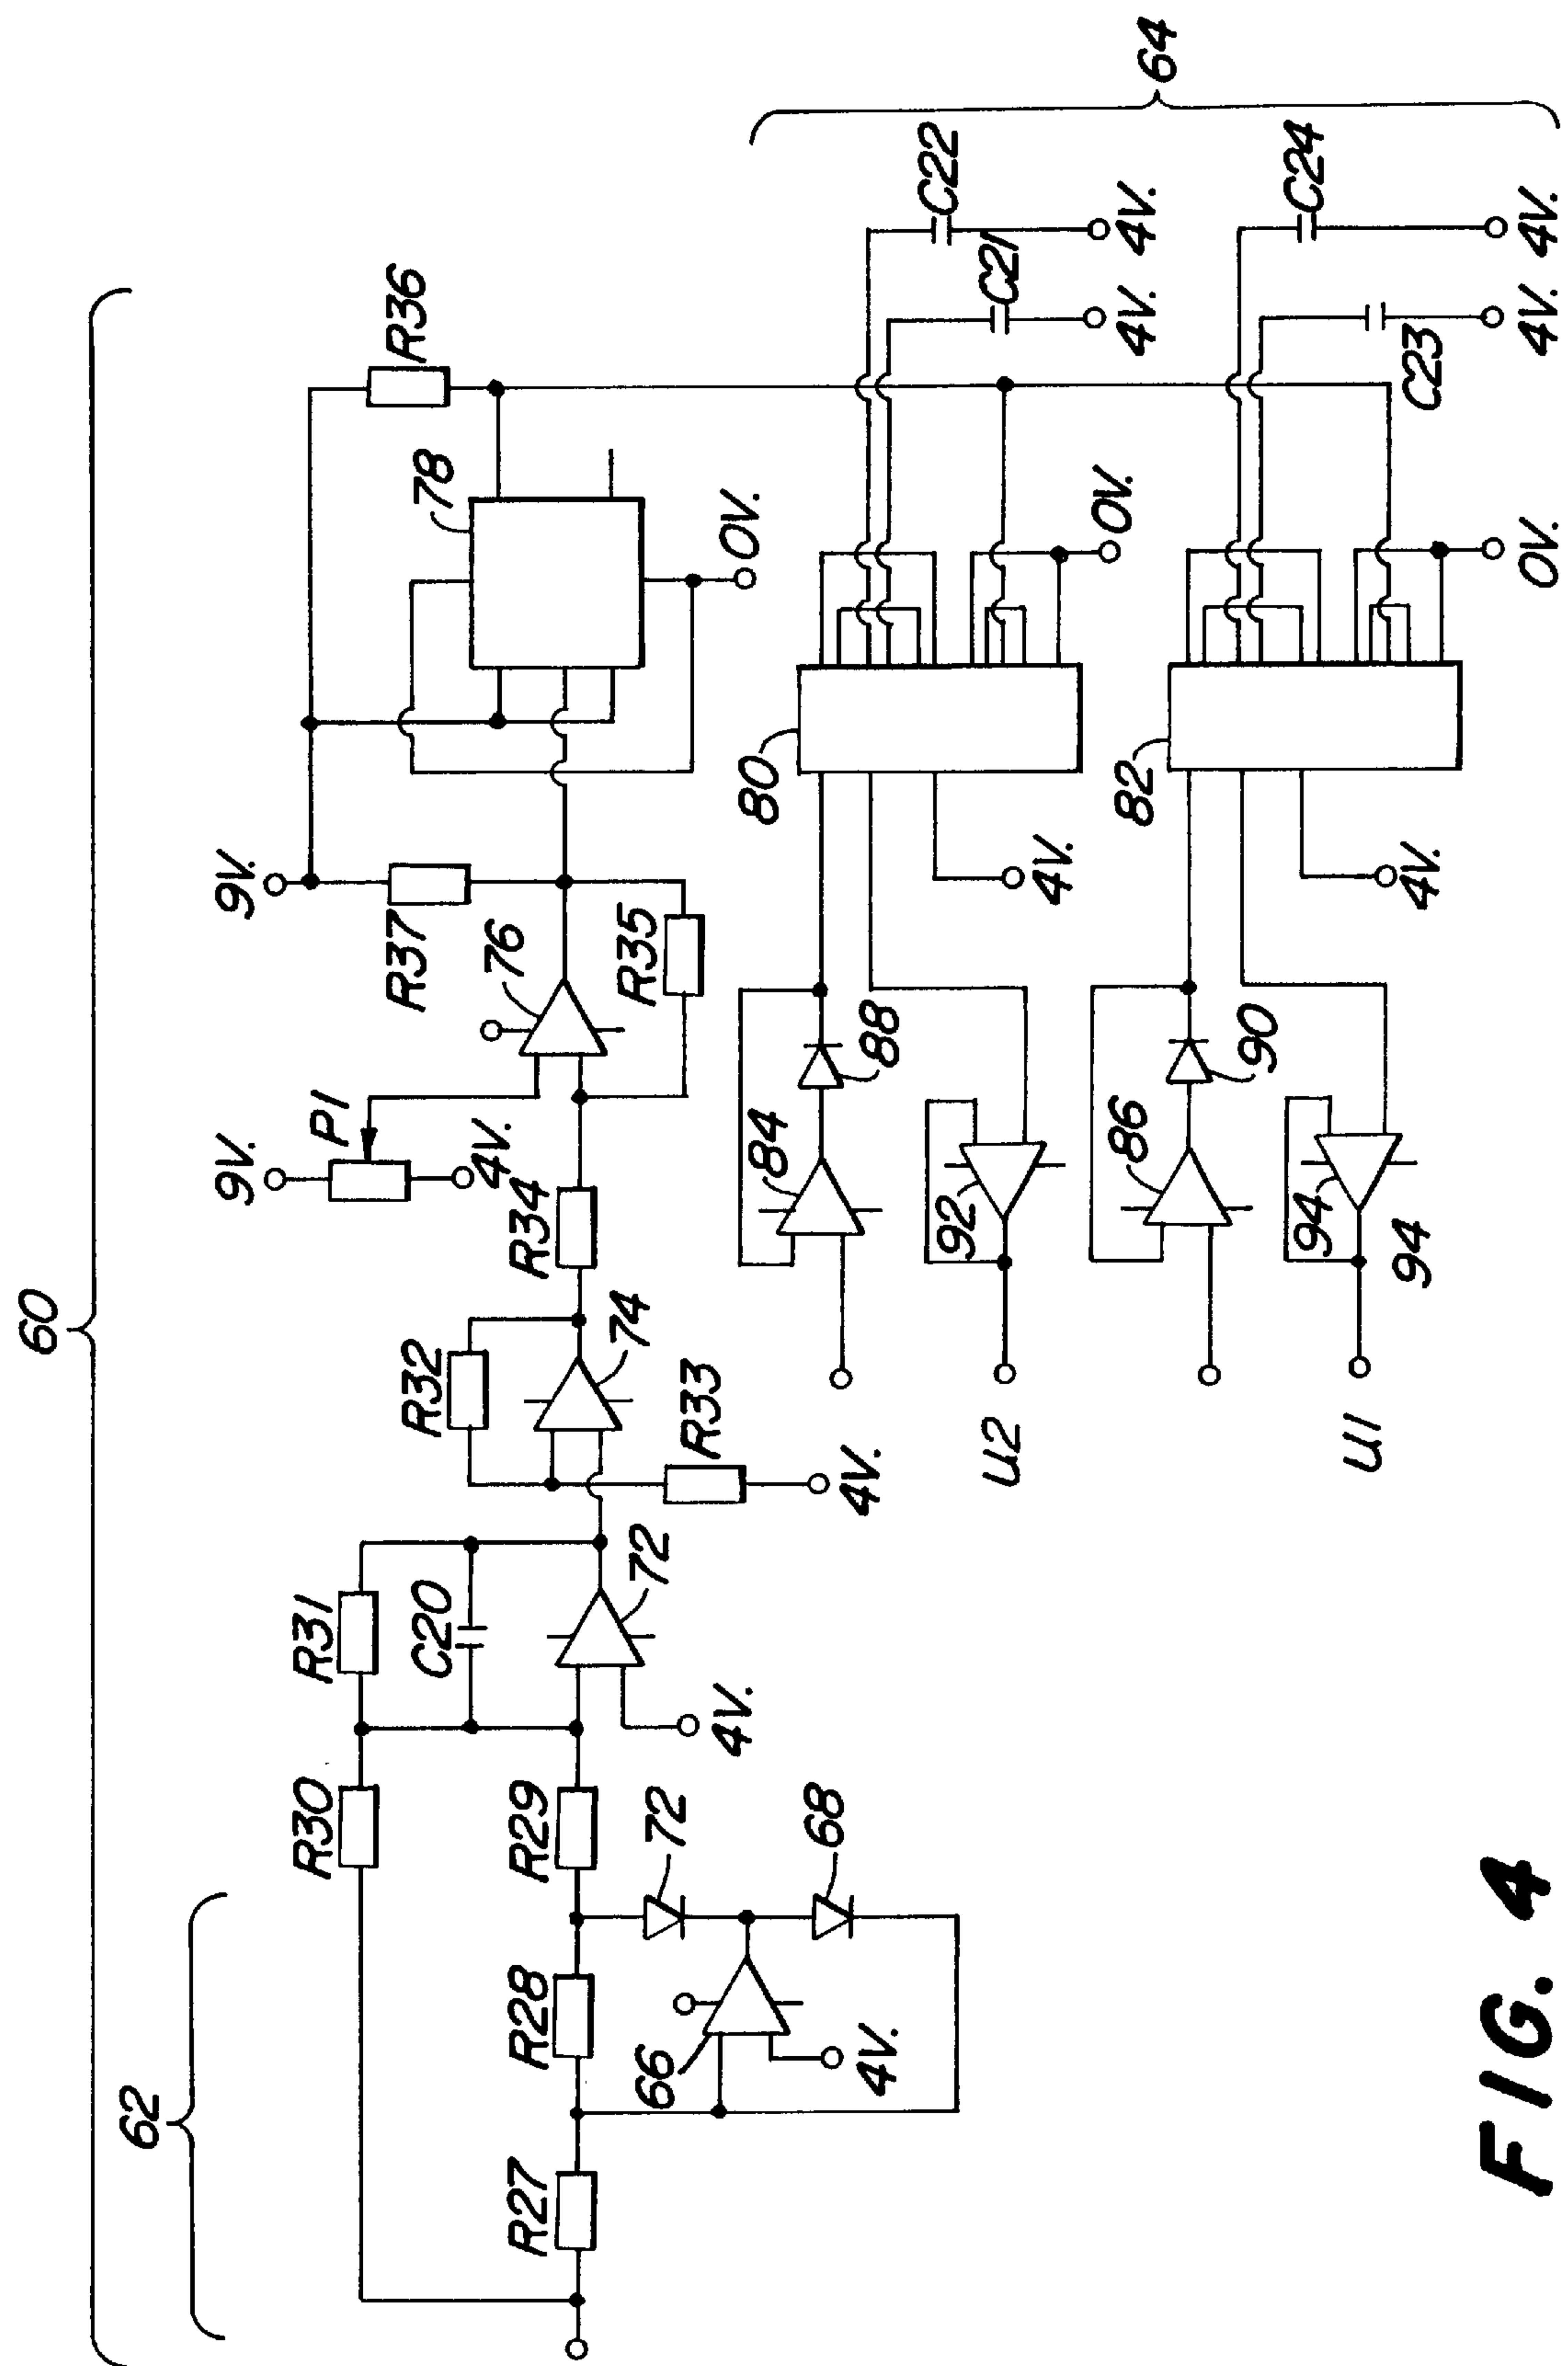 60
62
R30
R31
C20
R27
R28
R29
66
4V.
72
68
4V.
72
R32
74
R33
4V.
R34
9V.
P1
4V.
76
R35
9V.
R37
78
R36
0V.
84
88
80
4V.
0V.
C21
C22
4V.
4V.
92
U2
86
90
82
4V.
0V.
C23
C24
4V.
4V.
94
94
U1
64
FIG. 4